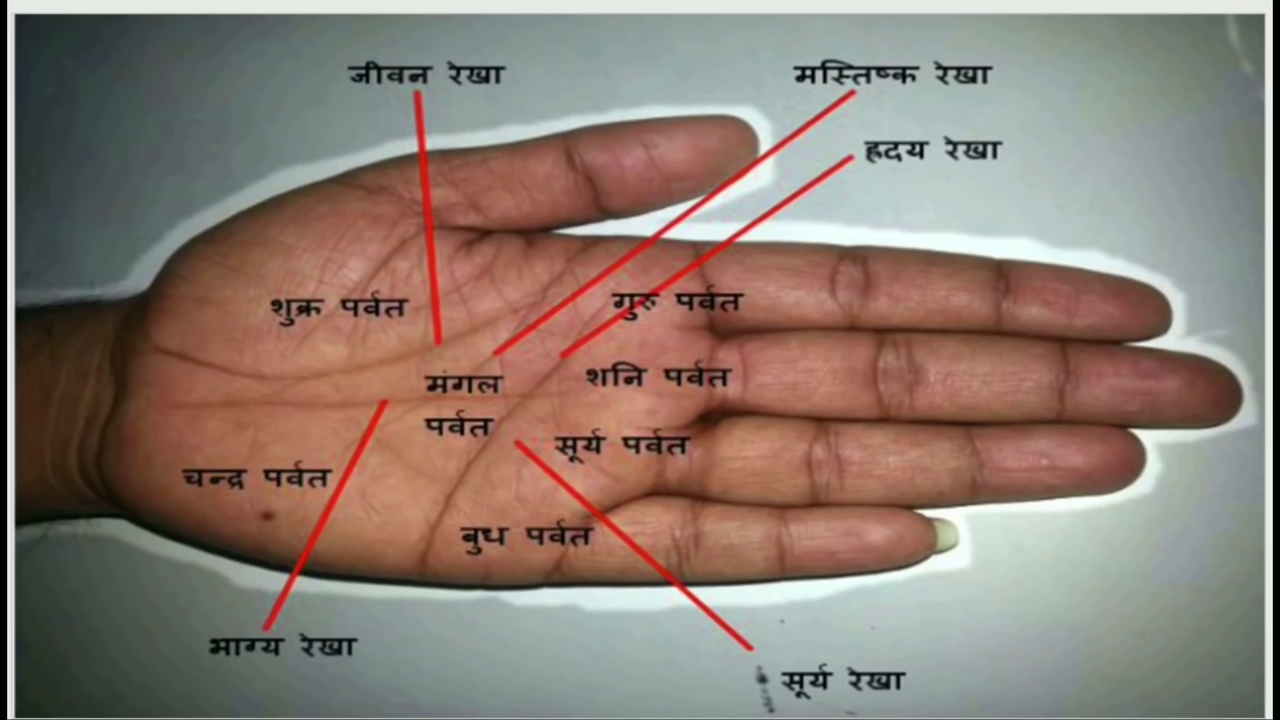 जीवन रेखा
मस्तिष्क रेखा
ह्रदय रेखा
शुक्र पर्वत
गुरु पर्वत
मंगल
पर्वत
शनि पर्वत
सूर्य पर्वत
चन्द्र पर्वत
बुध पर्वत
भाग्य रेखा
सूर्य रेखा